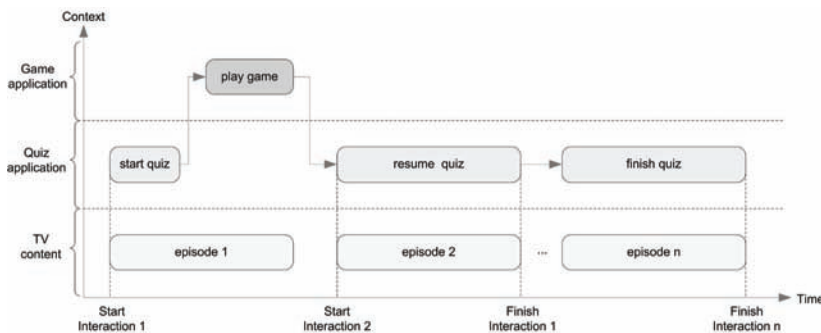 Context
Game
application
play game
Quiz
application
start quiz
resume quiz
finish quiz
TV
content
episode 1
episode 2
...
episode n
Time
Start
Interaction 1
Start
Interaction 2
Finish
Interaction 1
Finish
Interaction n